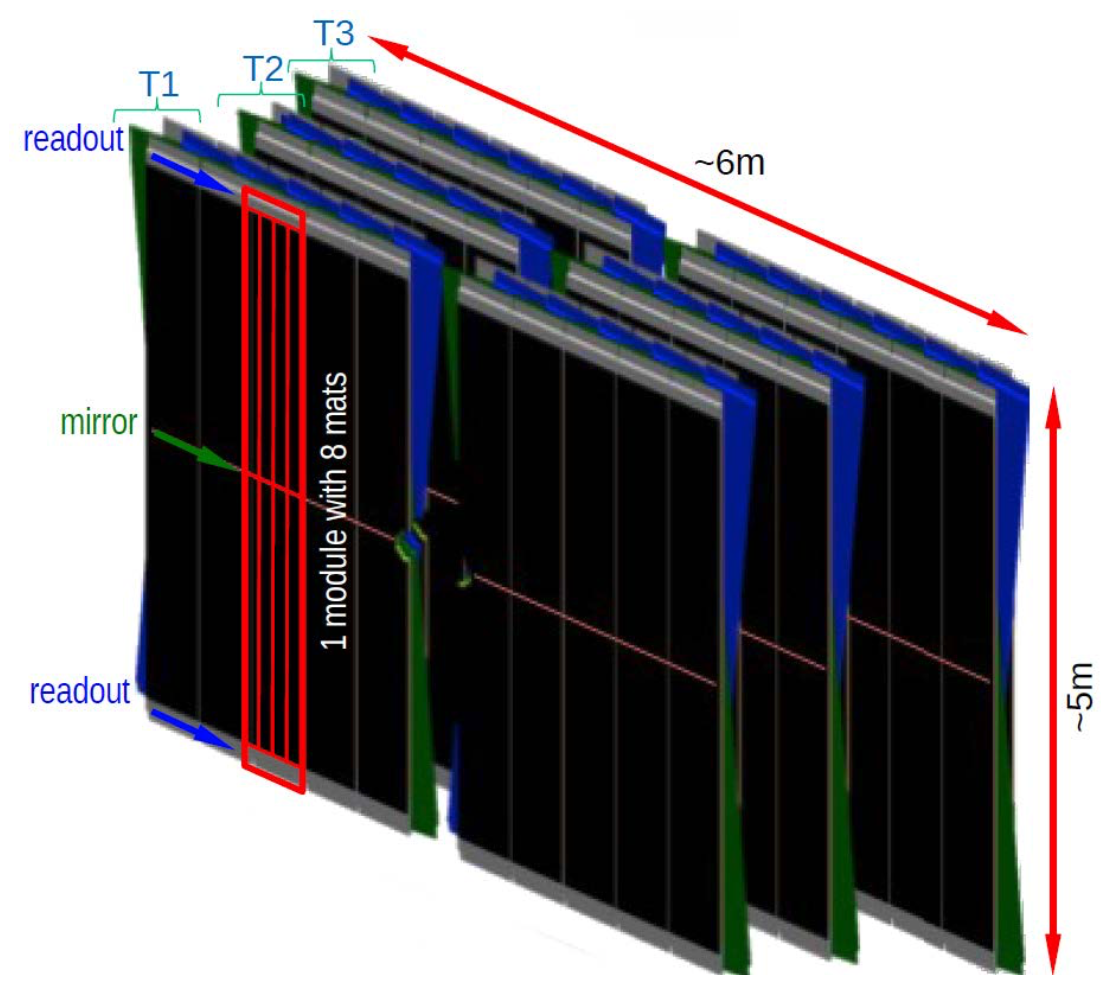 T3
T2
T1
readout
~6m
mirror
1 module with 8 mats
readout
~5m